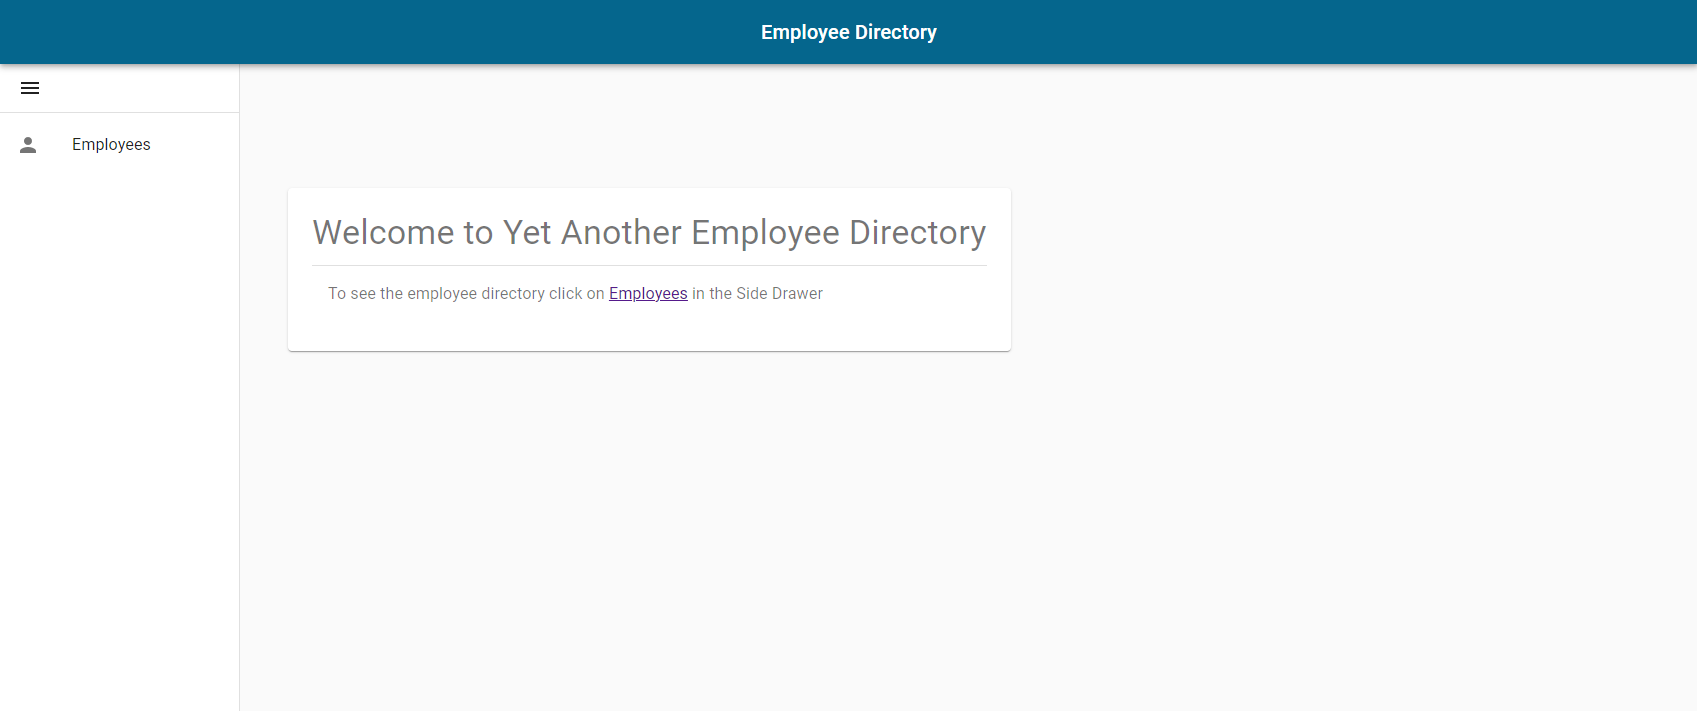 Employee Directory
Employees
Welcome to Yet Another Employee Directory
To see the employee directory click on Employees in the Side Drawer